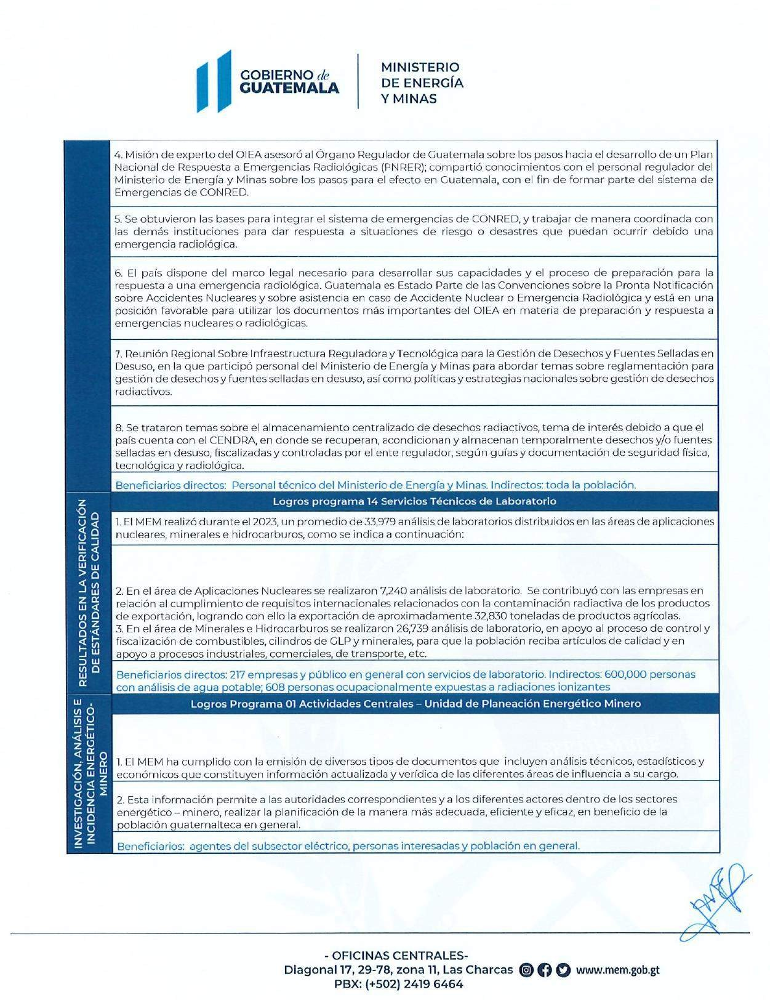 GOBIERNO de
GUATEMALA
MINISTERIO
DE ENERGÍA
Y MINAS
4. Misión de experto del OIEA asesoró al Órgano Regulador de Guatemala sobre los pasos hacia el desarrollo de un Plan
Nacional de Respuesta a Emergencias Radiológicas (PNRER); compartió conocimientos con el personal regulador del
Ministerio de Energía y Minas sobre los pasos para el efecto en Guatemala, con el fin de formar parte del sistema de
Emergencias de CONRED.
5. Se obtuvieron las bases para integrar el sistema de emergencias de CONRED, y trabajar de manera coordinada con
las demás instituciones para dar respuesta a situaciones de riesgo o desastres que puedan ocurrir debido una
emergencia radiológica.
6. El país dispone del marco legal necesario para desarrollar sus capacidades y el proceso de preparación para la
respuesta a una emergencia radiológica. Guatemala es Estado Parte de las Convenciones sobre la Pronta Notificación
sobre Accidentes Nucleares y sobre asistencia en caso de Accidente Nuclear o Emergencia Radiológica y está en una
posición favorable para utilizar los documentos más importantes del OIEA en materia de preparación y respuesta a
emergencias nucleares o radiológicas.
7. Reunión Regional Sobre Infraestructura Reguladora y Tecnológica para la Gestión de Desechos y Fuentes Selladas en
Desuso, en la que participó personal del Ministerio de Energía y Minas para abordar temas sobre reglamentación para
gestión de desechos y fuentes selladas en desuso, así como políticas y estrategias nacionales sobre gestión de desechos
radiactivos.
8. Se trataron temas sobre el almacenamiento centralizado de desechos radiactivos, tema de interés debido a que el
país cuenta con el CENDRA, en donde se recuperan, acondicionan y almacenan temporalmente desechos y/o fuentes
selladas en desuso, fiscalizadas y controladas por el ente regulador, según guías y documentación de seguridad física,
tecnológica y radiológica.
Beneficiarios directos: Personal técnico del Ministerio de Energía y Minas. Indirectos: toda la población.
RESULTADOS EN LA VERIFICACIÓN
DE ESTÁNDARES DE CALIDAD
Logros programa 14 Servicios Técnicos de Laboratorio
1. El MEM realizó durante el 2023, un promedio de 33,979 análisis de laboratorios distribuidos en las áreas de aplicaciones
nucleares, minerales e hidrocarburos, como se indica a continuación:
2. En el área de Aplicaciones Nucleares se realizaron 7,240 análisis de laboratorio. Se contribuyó con las empresas en
relación al cumplimiento de requisitos internacionales relacionados con la contaminación radiactiva de los productos
de exportación, logrando con ello la exportación de aproximadamente 32,830 toneladas de productos agrícolas.
3. En el área de Minerales e Hidrocarburos se realizaron 26,739 análisis de laboratorio, en apoyo al proceso de control y
fiscalización de combustibles, cilindros de GLP y minerales, para que la población reciba artículos de calidad y en
apoyo a procesos industriales, comerciales, de transporte, etc.
Beneficiarios directos: 217 empresas y público en general con servicios de laboratorio. Indirectos: 600,000 personas
con análisis de agua potable; 608 personas ocupacionalmente expuestas a radiaciones ionizantes
INVESTIGACIÓN, ANÁLISIS E
INCIDENCIA ENERGÉTICO-
MINERO
Logros Programa 01 Actividades Centrales – Unidad de Planeación Energético Minero
1. El MEM ha cumplido con la emisión de diversos tipos de documentos que incluyen análisis técnicos, estadísticos y
económicos que constituyen información actualizada y verídica de las diferentes áreas de influencia a su cargo.
2. Esta información permite a las autoridades correspondientes y a los diferentes actores dentro de los sectores
energético – minero, realizar la planificación de la manera más adecuada, eficiente y eficaz, en beneficio de la
población guatemalteca en general.
Beneficiarios: agentes del subsector eléctrico, personas interesadas y población en general.
- OFICINAS CENTRALES-
Diagonal 17, 29-78, zona 11, Las Charcas www.mem.gob.gt
PBX: (+502) 2419 6464